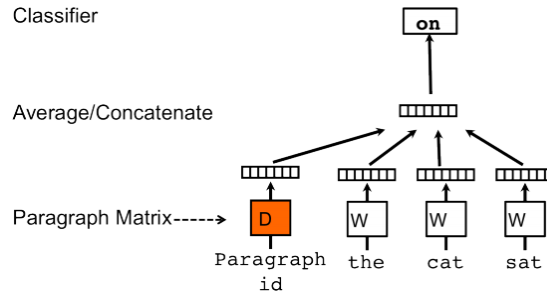 Classifier
on
Average/Concatenate
Paragraph Matrix
D
W
W
W
Paragraph
id
the
cat
sat